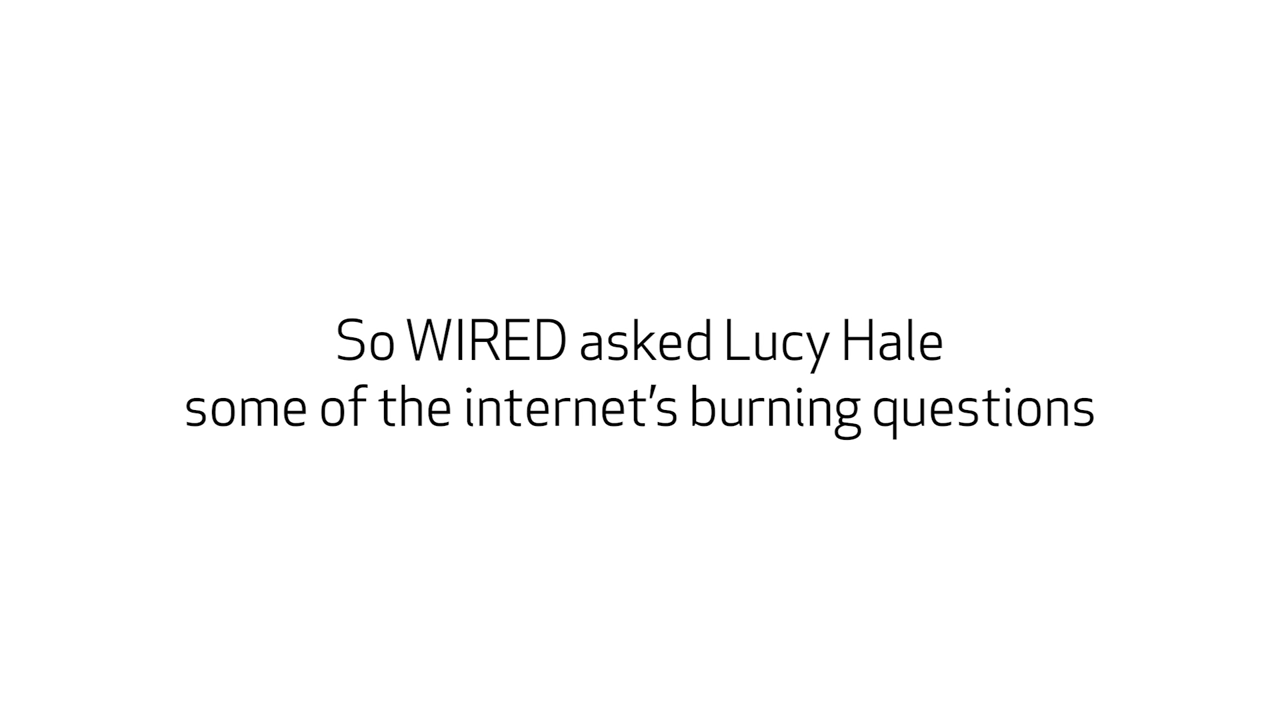 So WIRED asked Lucy Hale
some of the internet’s burning questions